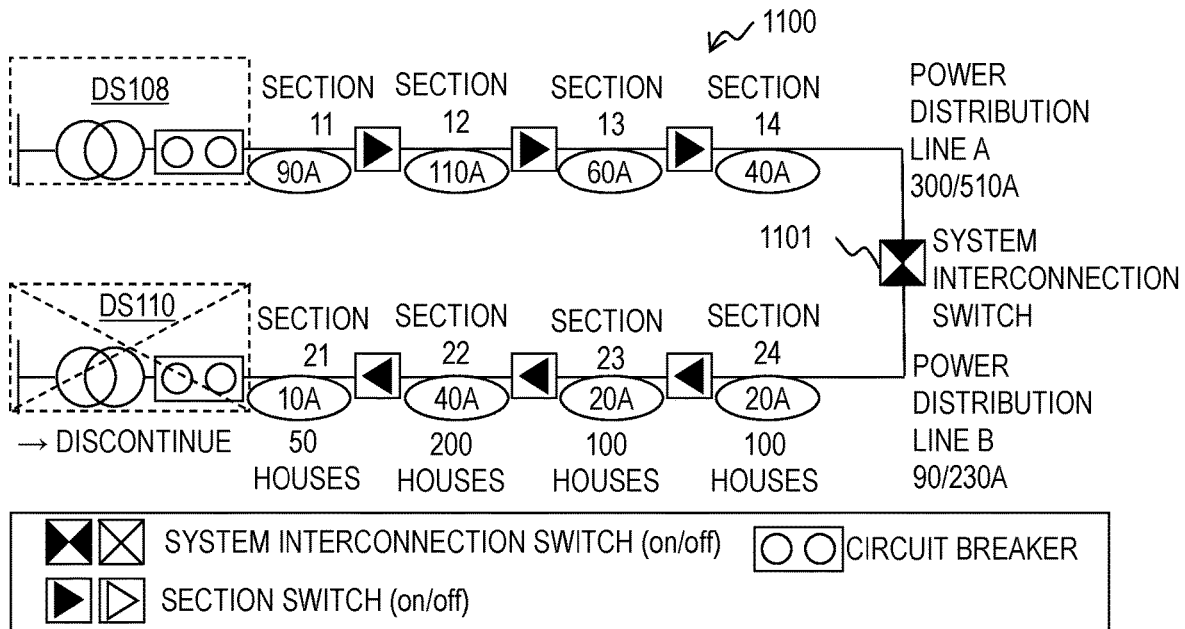 1100
DS108
SECTION 11
SECTION 12
SECTION 13
SECTION 14
90A
110A
60A
40A
POWER
DISTRIBUTION
LINE A
300/510A
1101
SYSTEM
INTERCONNECTION
SWITCH
DS110
SECTION 21
SECTION 22
SECTION 23
SECTION 24
10A
40A
20A
20A
→ DISCONTINUE
50
HOUSES
200
HOUSES
100
HOUSES
100
HOUSES
POWER
DISTRIBUTION
LINE B
90/230A
SYSTEM INTERCONNECTION SWITCH (on/off)
CIRCUIT BREAKER
SECTION SWITCH (on/off)